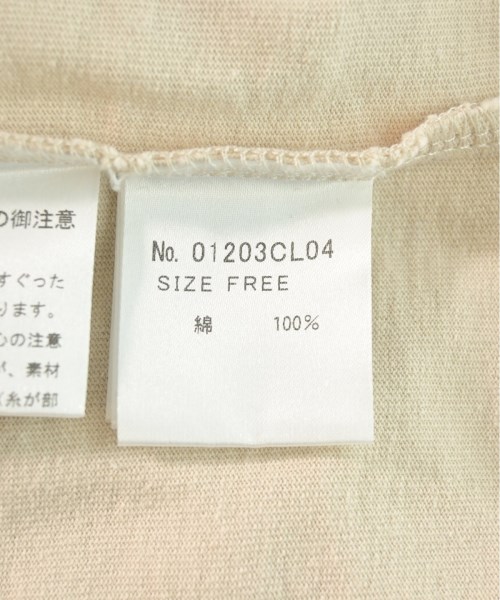 の御注意
すぐった
ります。
心の注意
が、素材
糸が部
No. 01203CL04
SIZE FREE
綿 100%